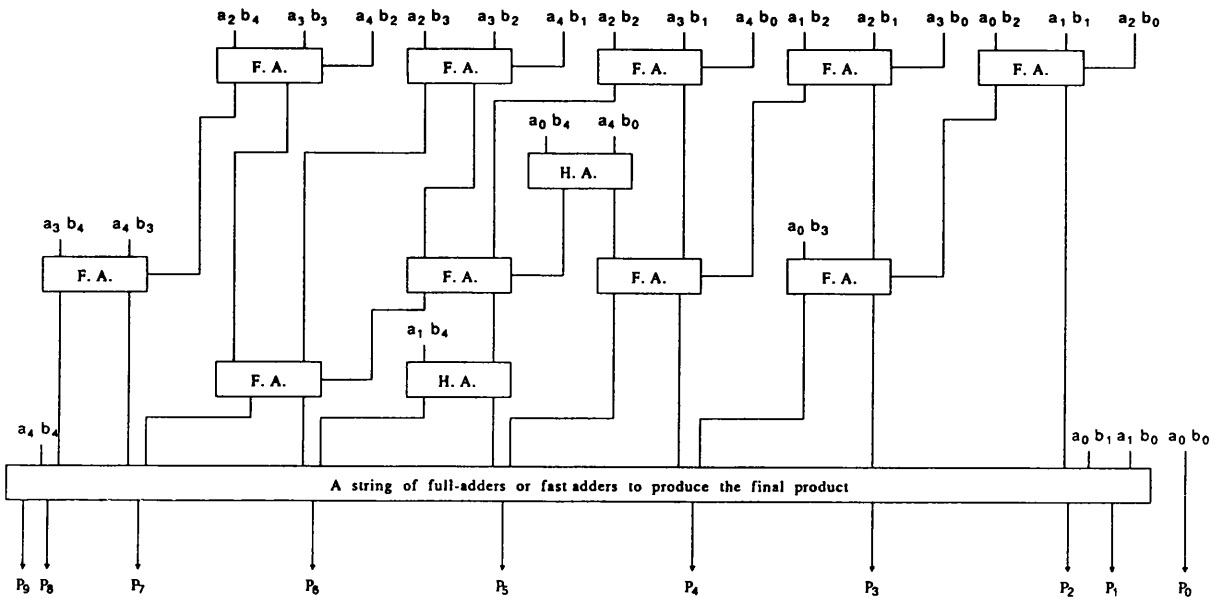 a2 b4 a3 b3 a4 b2 a2 b3 a3 b2 a4 b1 a2 b2 a3 b1 a4 b0 a1 b2 a2 b1 a3 b0 a0 b2 a1 b1 a2 b0
F. A. F. A. F. A. F. A. F. A.
a0 b4 a4 b0
H. A.
a3 b4 a4 b3 a0 b3
F. A. F. A. F. A. F. A.
a1 b4
F. A. H. A.
a4 b4 a0 b1 a1 b0 a0 b0
A string of full-adders or fast adders to produce the final product
P9 P8 P7 P6 P5 P4 P3 P2 P1 P0